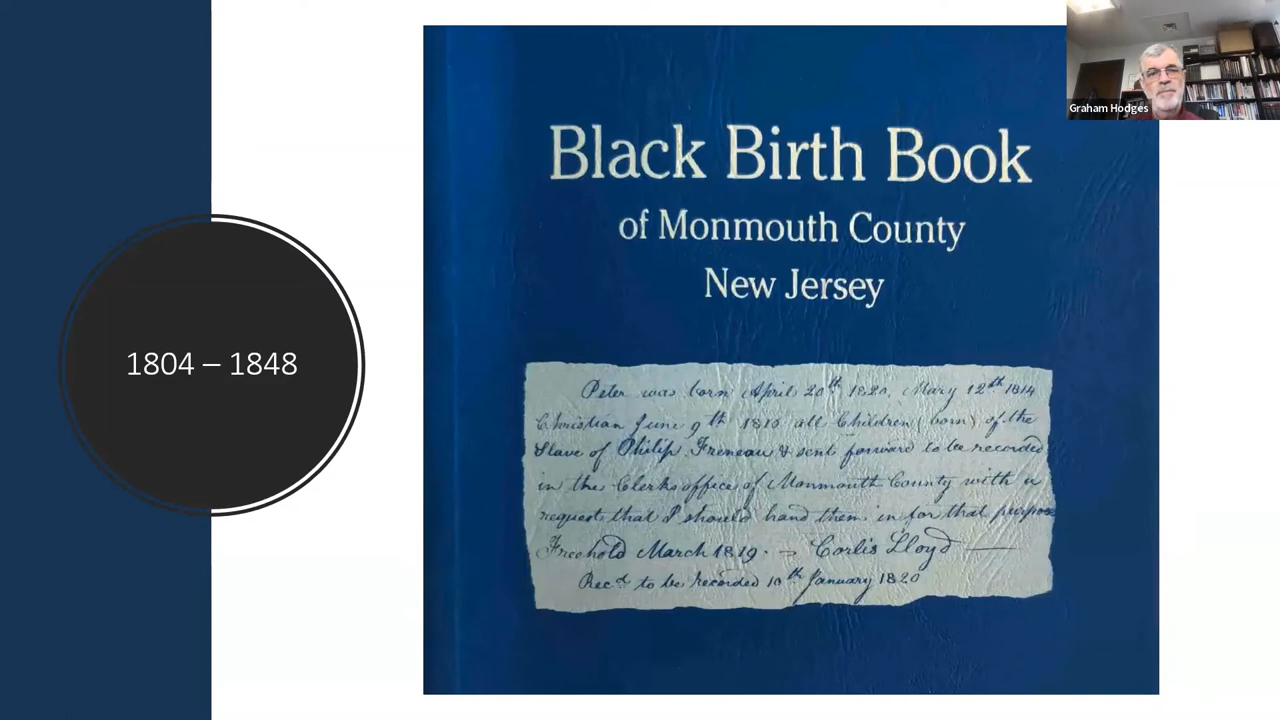 Graham Hodges
Black Birth Book
of Monmouth County
New Jersey
1804 – 1848
Peter was born April 20th 1820, Mary 12th 1814
Christian June 9th 1816 all Children (born) of the
Slave of Philip Freneau & sent forward to be recorded
in the Clerks office of Monmouth County with a
request that I should hand them in for that purpose
Freehold March 1819. Corlis Lloyd
Recd to be recorded 10th January 1820